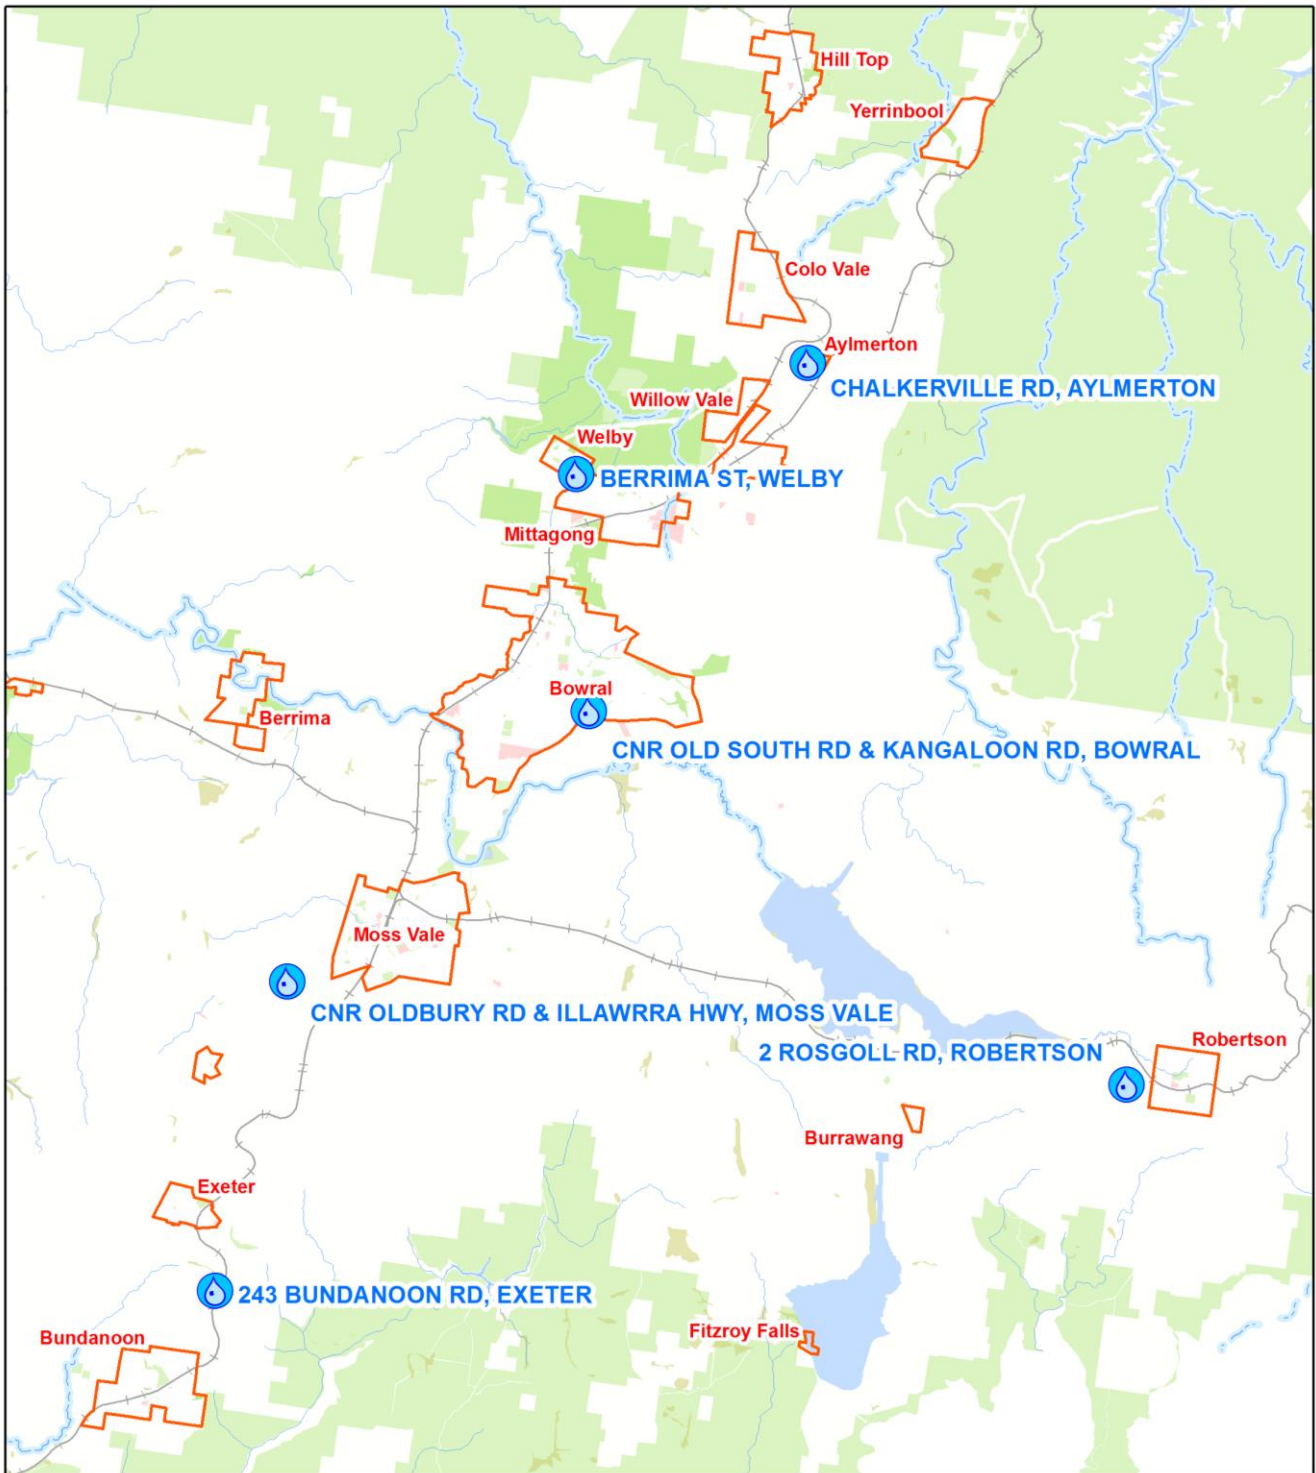 Hill Top
Yerrinbool
Colo Vale
Aylmerton
CHALKERVILLE RD, AYLMERTON
Willow Vale
Welby
BERRIMA ST, WELBY
Mittagong
Bowral
Berrima
CNR OLD SOUTH RD & KANGALOON RD, BOWRAL
Moss Vale
CNR OLDBURY RD & ILLAWRRA HWY, MOSS VALE
Robertson
2 ROSGOLL RD, ROBERTSON
Burrawang
Exeter
243 BUNDANOON RD, EXETER
Fitzroy Falls
Bundanoon